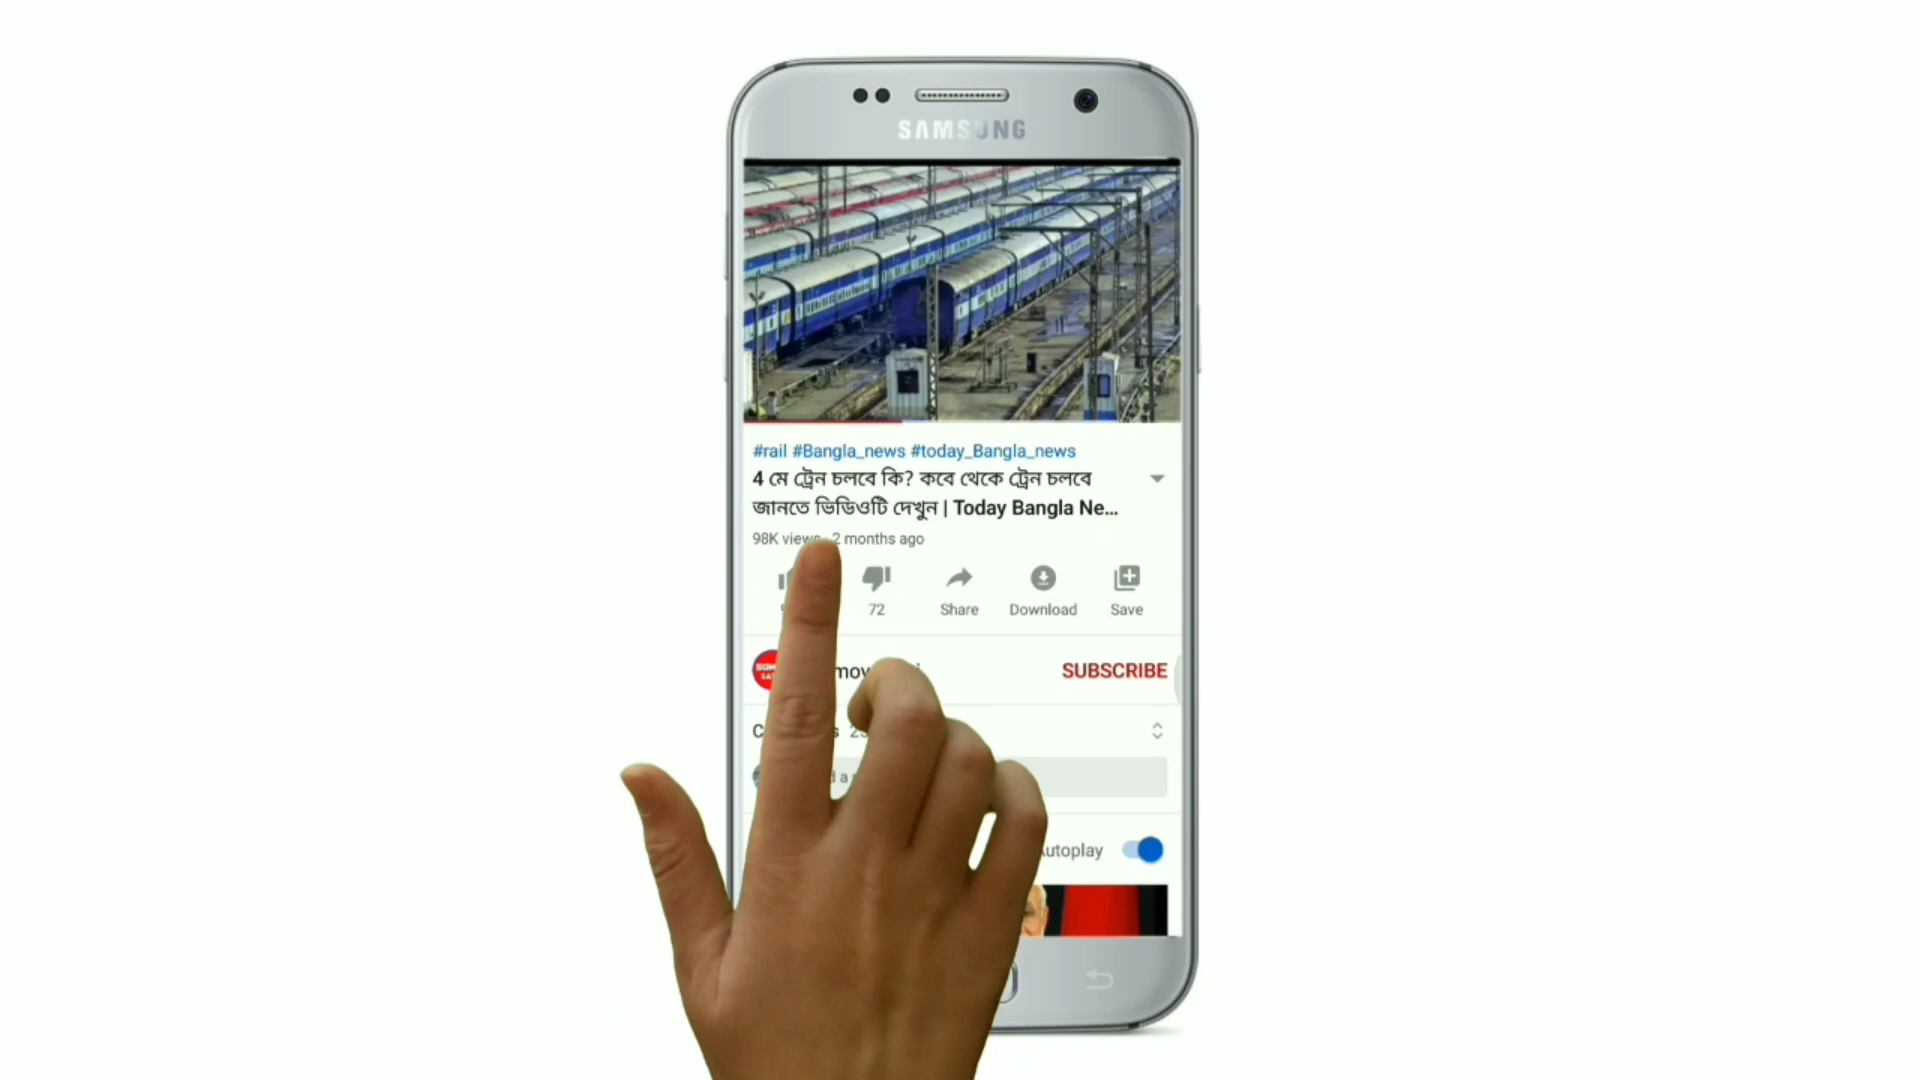 SAMSUNG
#rail #Bangla_news #today_Bangla_news
4 মে ট্রেন চলবে কি? কবে থেকে ট্রেন চলবে
জানতে ভিডিওটি দেখুন | Today Bangla Ne...
98K views 2 months ago
72
Share
Download
Save
SUBSCRIBE
Autoplay